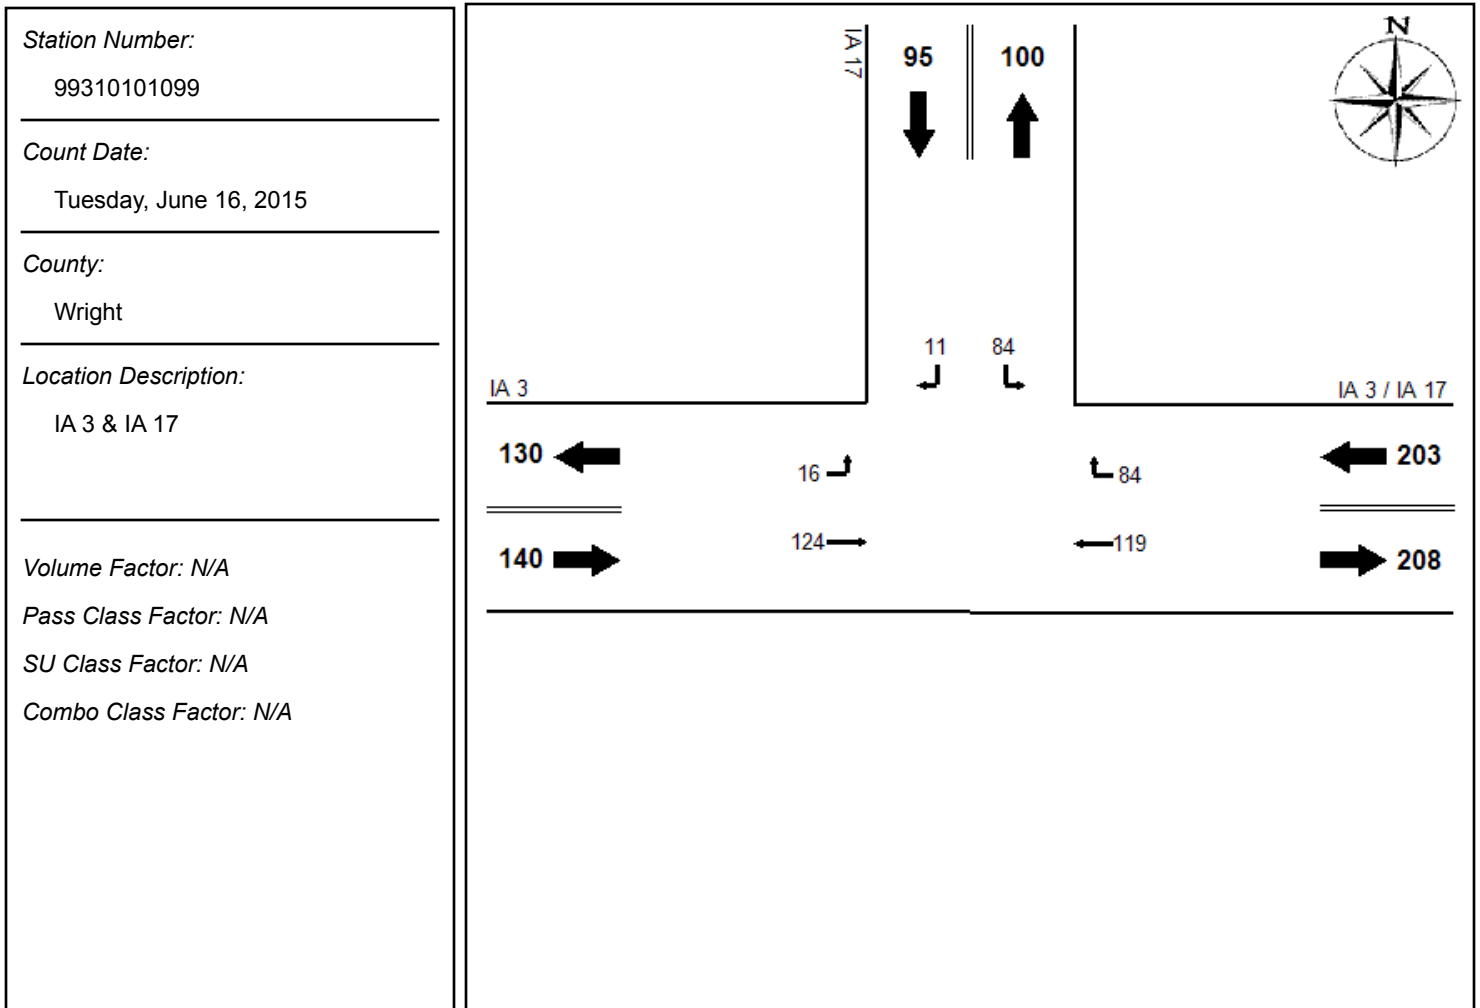 Station Number:
99310101099
Count Date:
Tuesday, June 16, 2015
County:
Wright
Location Description:
IA 3 & IA 17
Volume Factor: N/A
Pass Class Factor: N/A
SU Class Factor: N/A
Combo Class Factor: N/A
N
IA 17
95 100
11 84
IA 3 IA 3 / IA 17
130 203
16 84
124 119
140 208